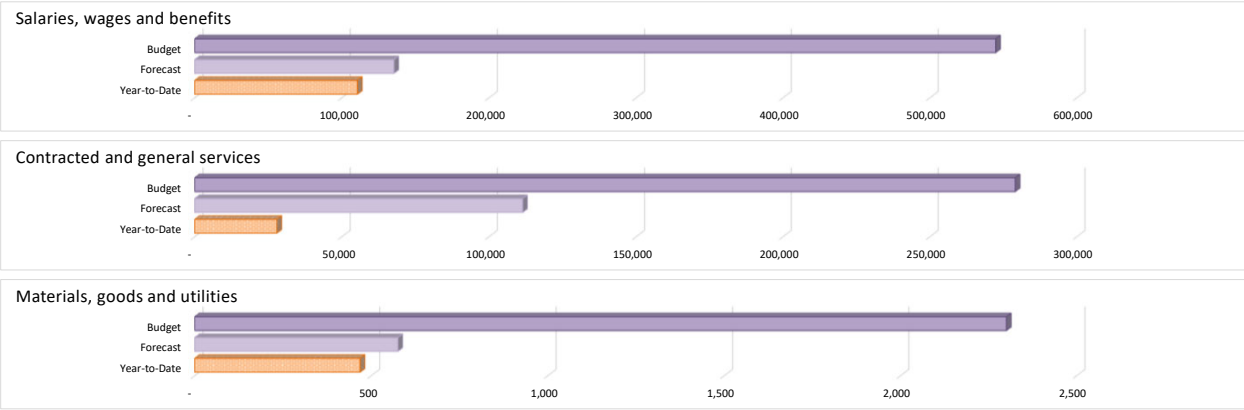 Salaries, wages and benefits
Budget
Forecast
Year-to-Date
- 100,000 200,000 300,000 400,000 500,000 600,000
Contracted and general services
Budget
Forecast
Year-to-Date
- 50,000 100,000 150,000 200,000 250,000 300,000
Materials, goods and utilities
Budget
Forecast
Year-to-Date
- 500 1,000 1,500 2,000 2,500